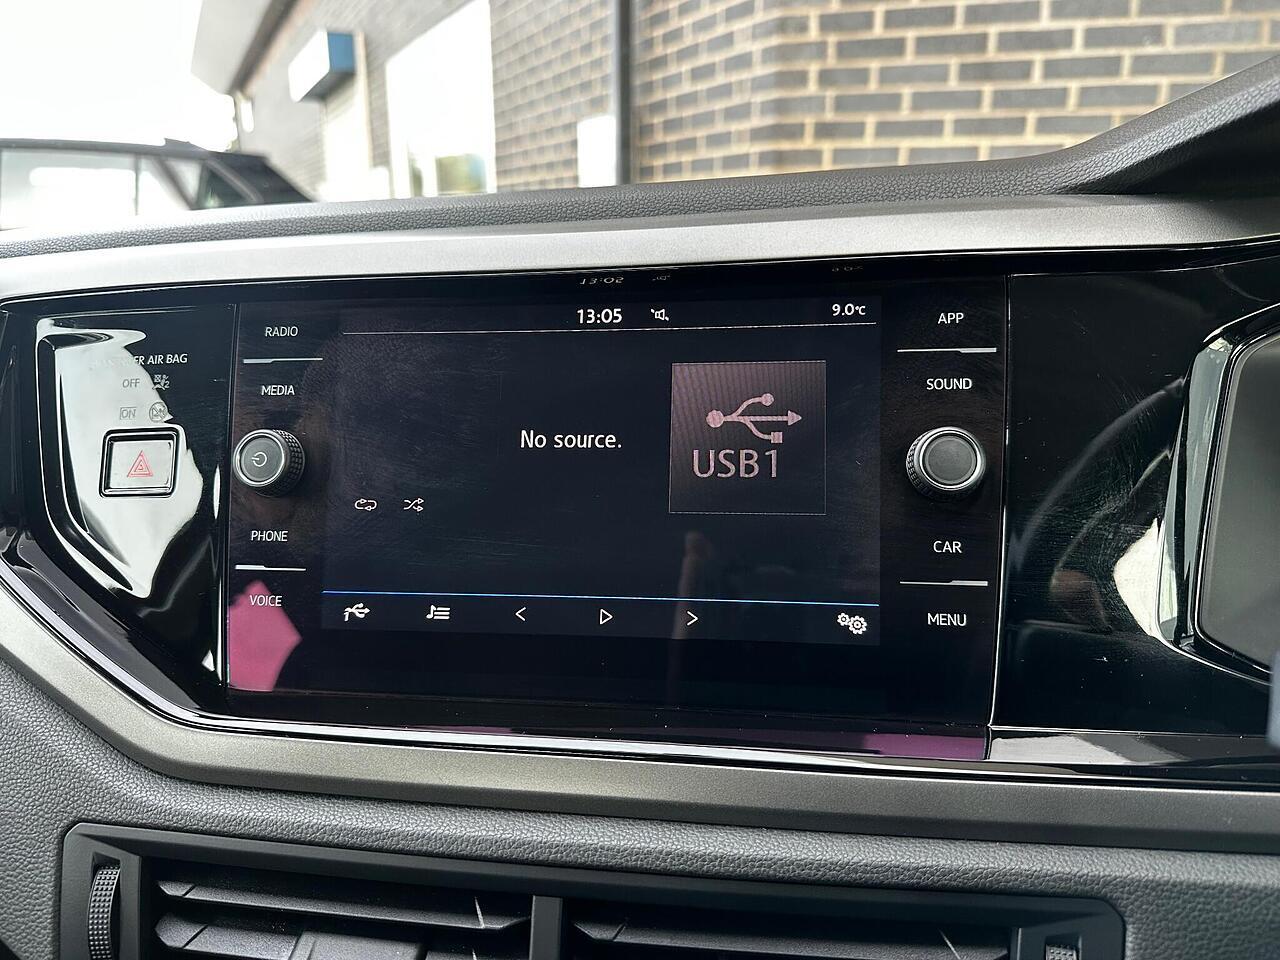 13:05
9.0°C
RADIO
MEDIA
PHONE
VOICE
AIR BAG
OFF
ON
No source.
USB1
1
APP
SOUND
CAR
MENU